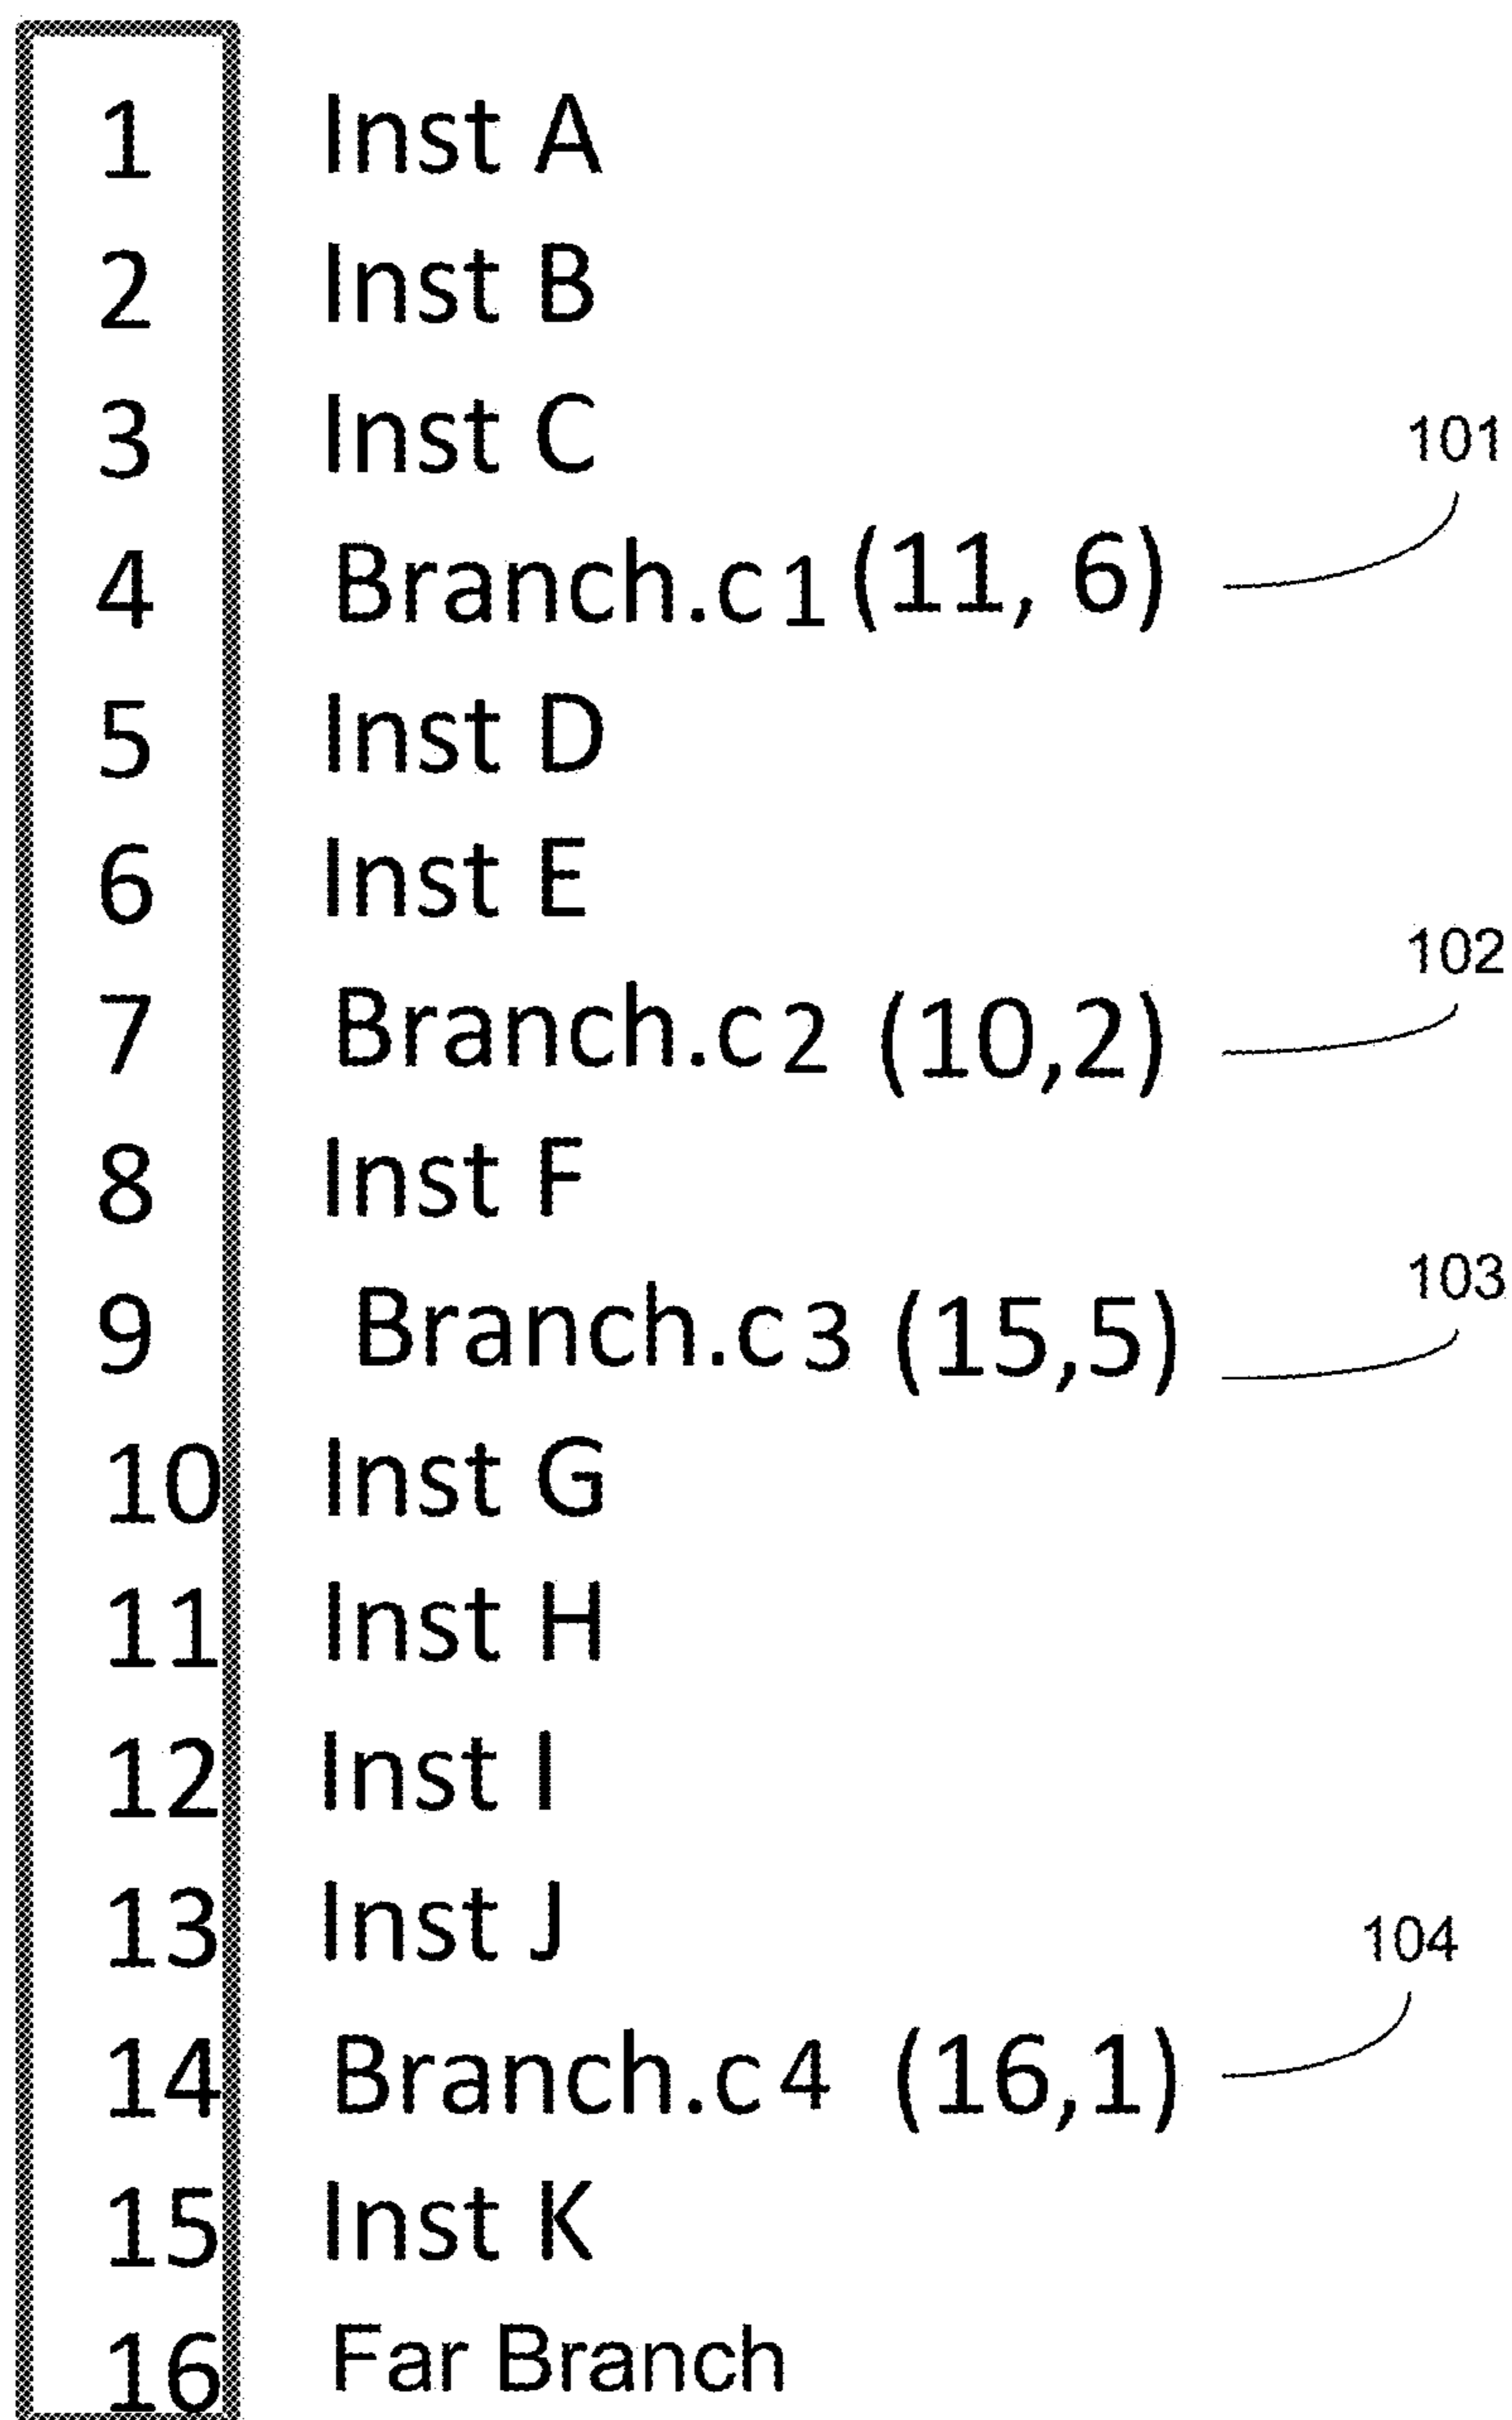 1 Inst A
2 Inst B
3 Inst C
101
4 Branch.c1 (11, 6)
5 Inst D
6 Inst E
102
7 Branch.c2 (10,2)
8 Inst F
103
9 Branch.c3 (15,5)
10 Inst G
11 Inst H
12 Inst I
13 Inst J
104
14 Branch.c4 (16,1)
15 Inst K
16 Far Branch